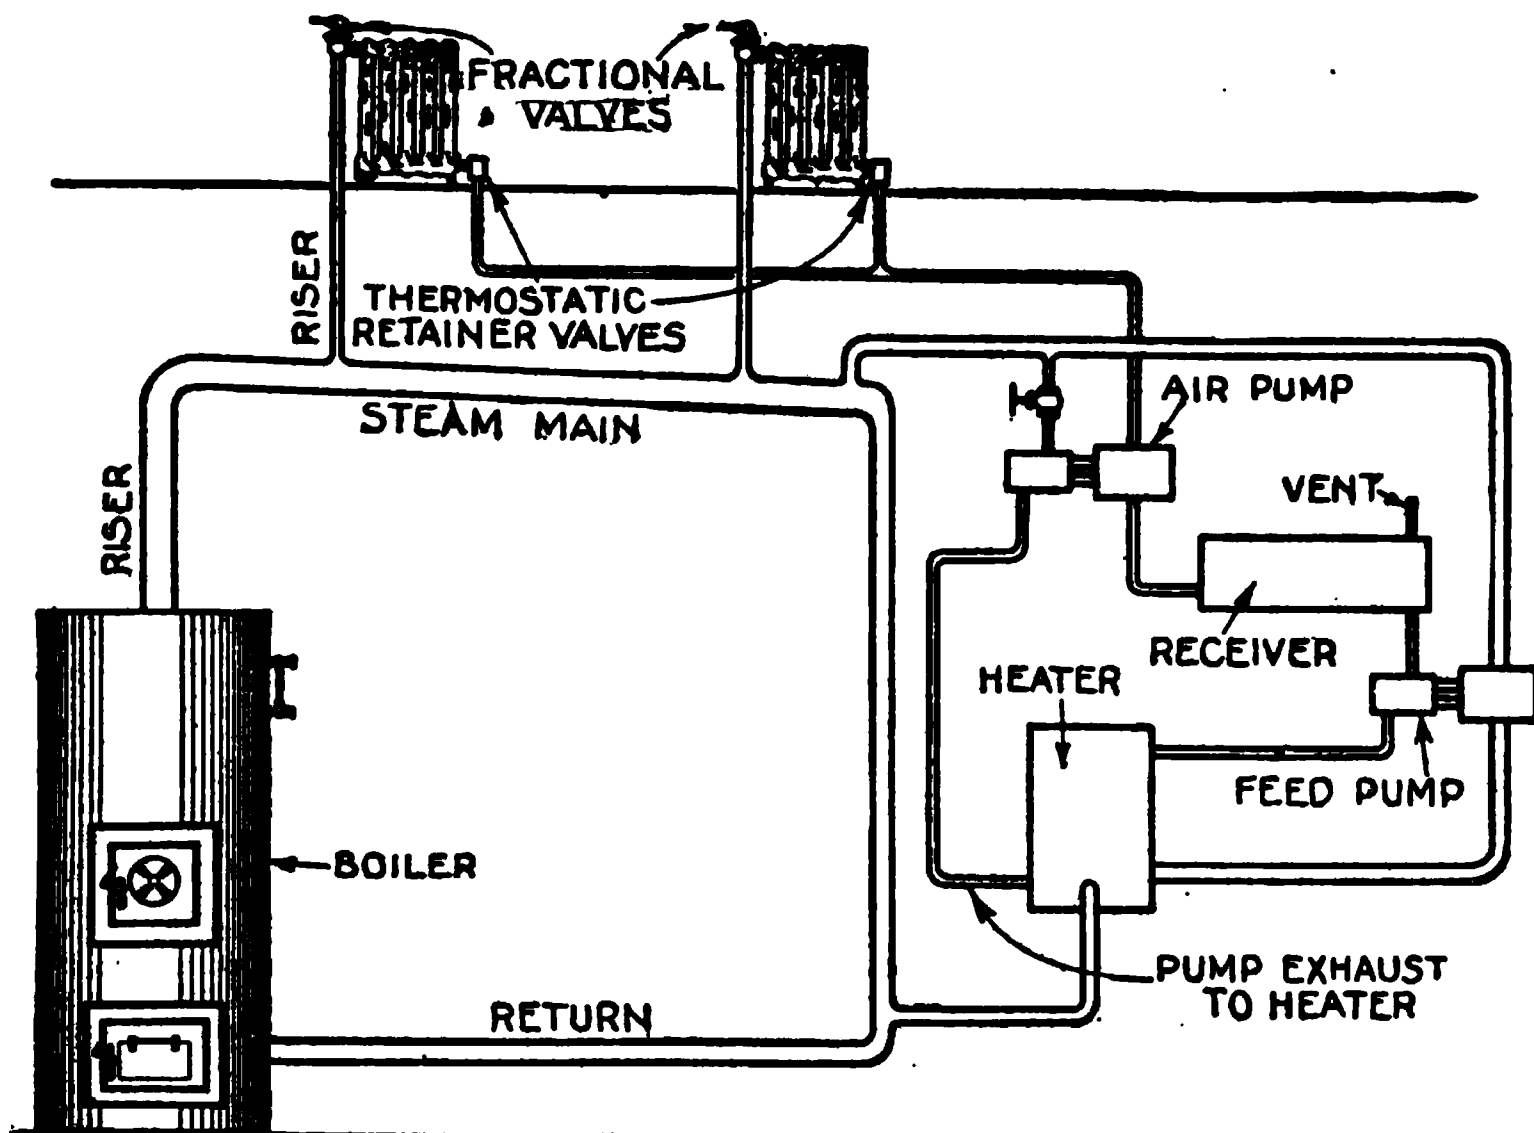 FRACTIONAL
VALVES
RISER
THERMOSTATIC
RETAINER VALVES
STEAM MAIN
AIR PUMP
RISER
VENT
RECEIVER
HEATER
FEED PUMP
BOILER
PUMP EXHAUST
TO HEATER
RETURN